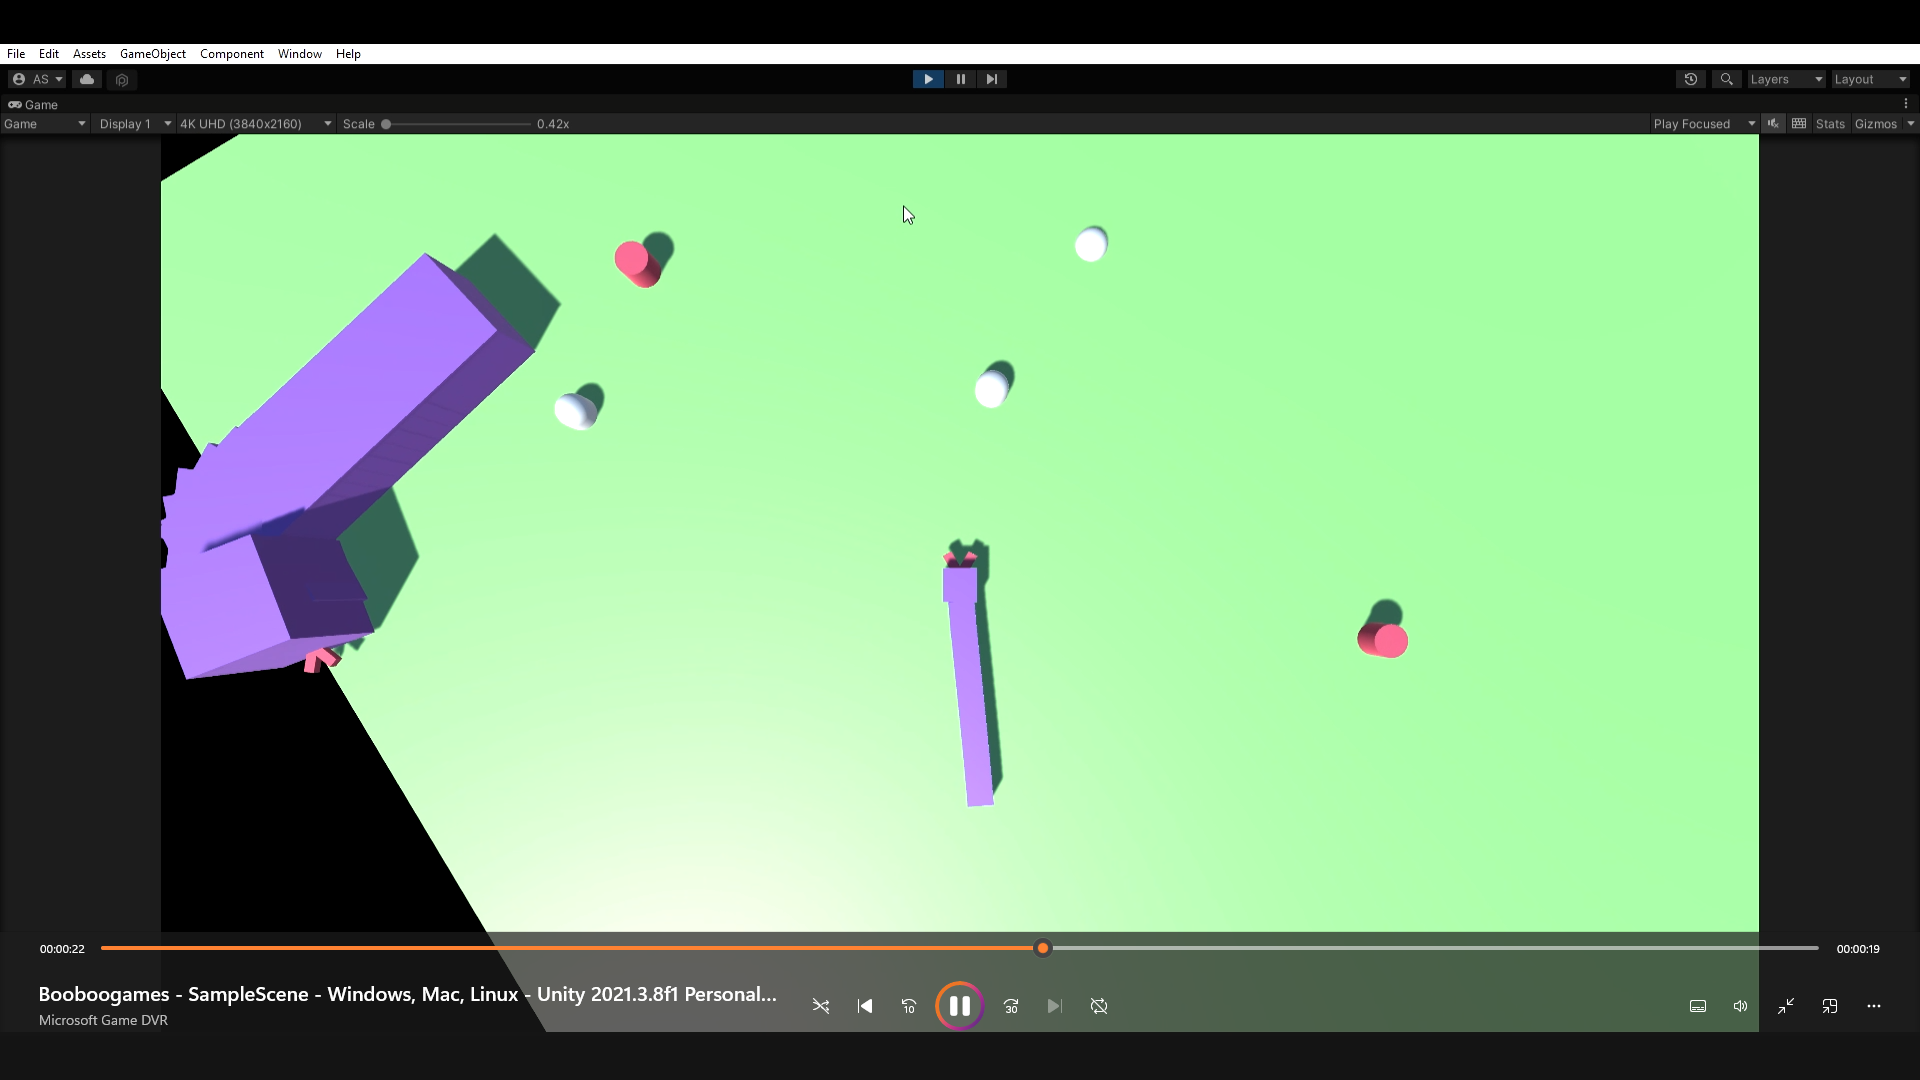 File Edit Assets GameObject Component Window Help
AS Layers Layout
Game
Game Display 1 4K UHD (3840x2160) Scale 0.42x Play Focused Stats Gizmos
00:00:22 00:00:19
Booboogames - SampleScene - Windows, Mac, Linux - Unity 2021.3.8f1 Personal...
10 30
Microsoft Game DVR